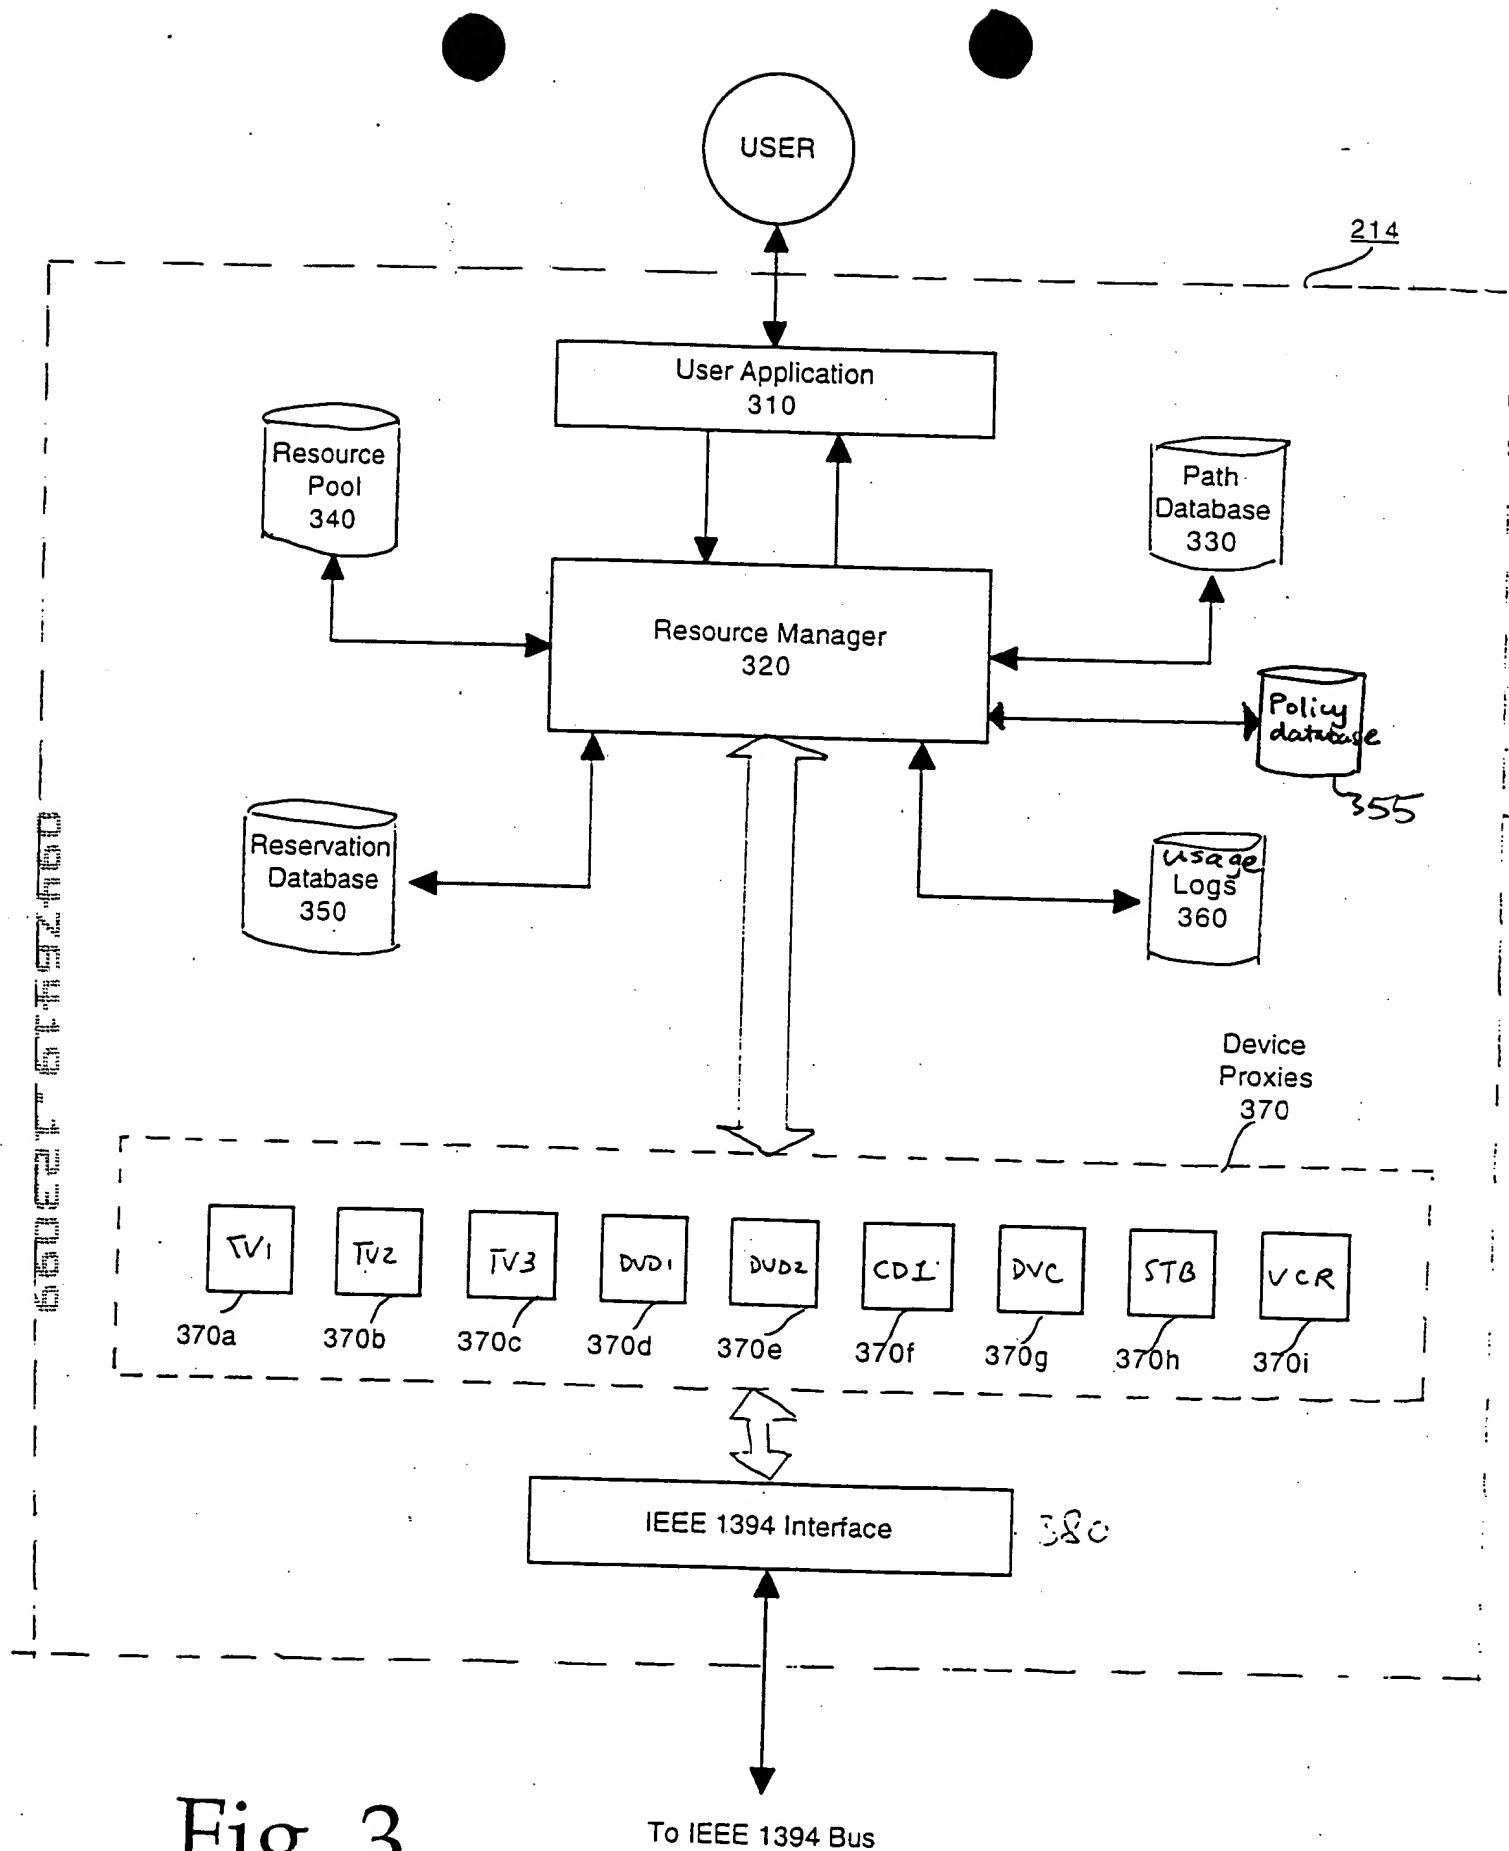 USER
214
User Application
310
Resource
Pool
340
Path
Database
330
Resource Manager
320
Policy
database
355
Reservation
Database
350
usage
Logs
360
09476419.123099
Device
Proxies
370
TV1
TV2
TV3
DVD1
DVD2
CD1
DVC
STB
VCR
370a
370b
370c
370d
370e
370f
370g
370h
370i
IEEE 1394 Interface
380
To IEEE 1394 Bus
Fig. 3